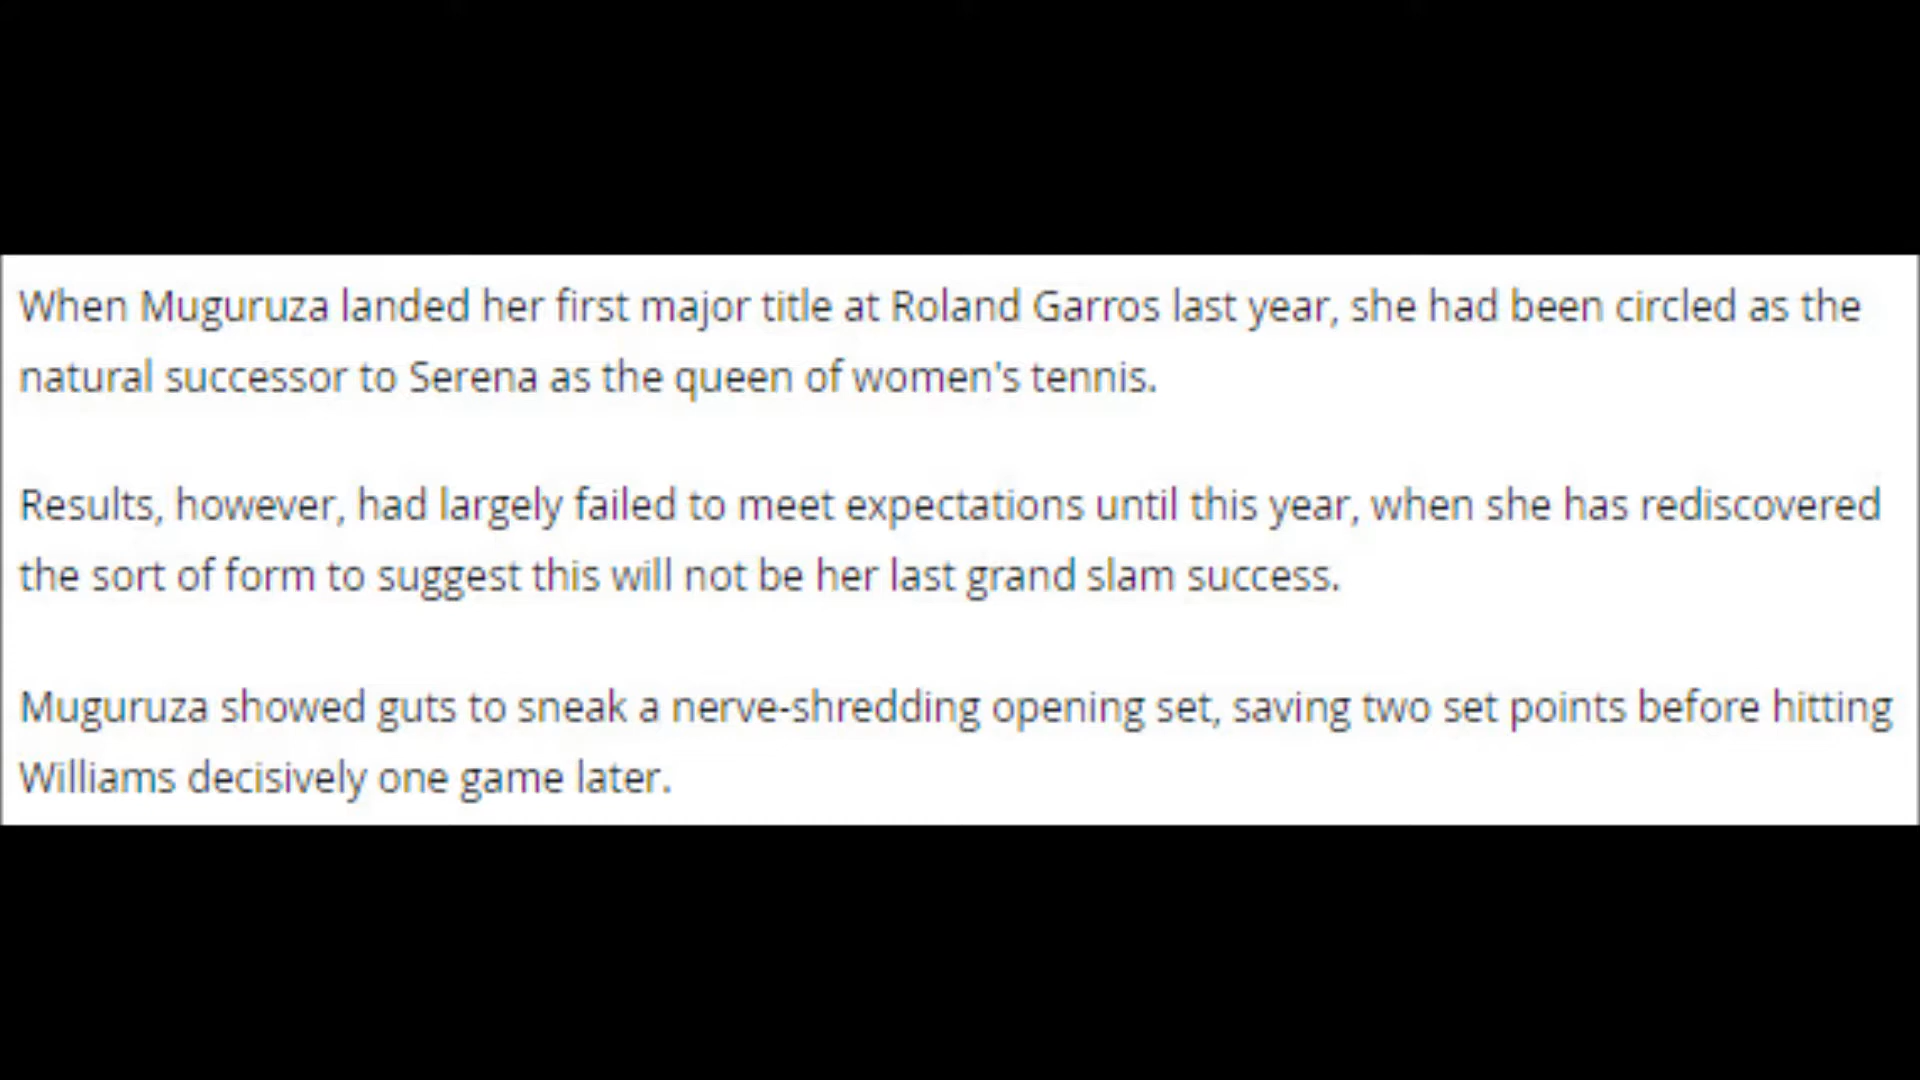 When Muguruza landed her first major title at Roland Garros last year, she had been circled as the
natural successor to Serena as the queen of women's tennis.
Results, however, had largely failed to meet expectations until this year, when she has rediscovered
the sort of form to suggest this will not be her last grand slam success.
Muguruza showed guts to sneak a nerve-shredding opening set, saving two set points before hitting
Williams decisively one game later.